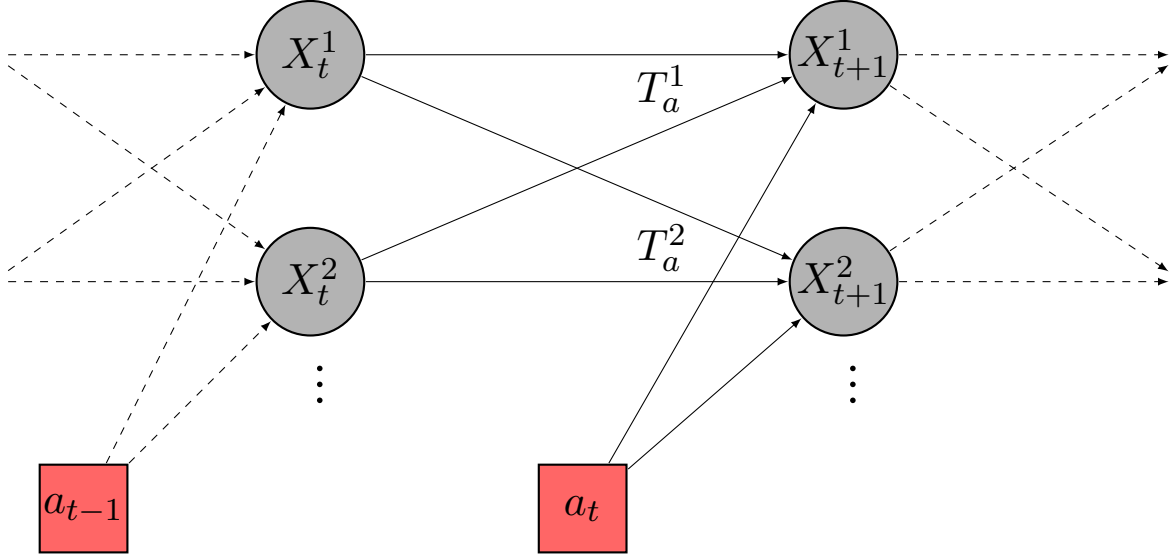 X_t^1
X_{t+1}^1
T_a^1
T_a^2
X_t^2
X_{t+1}^2
⋮
⋮
a_{t−1}
a_t